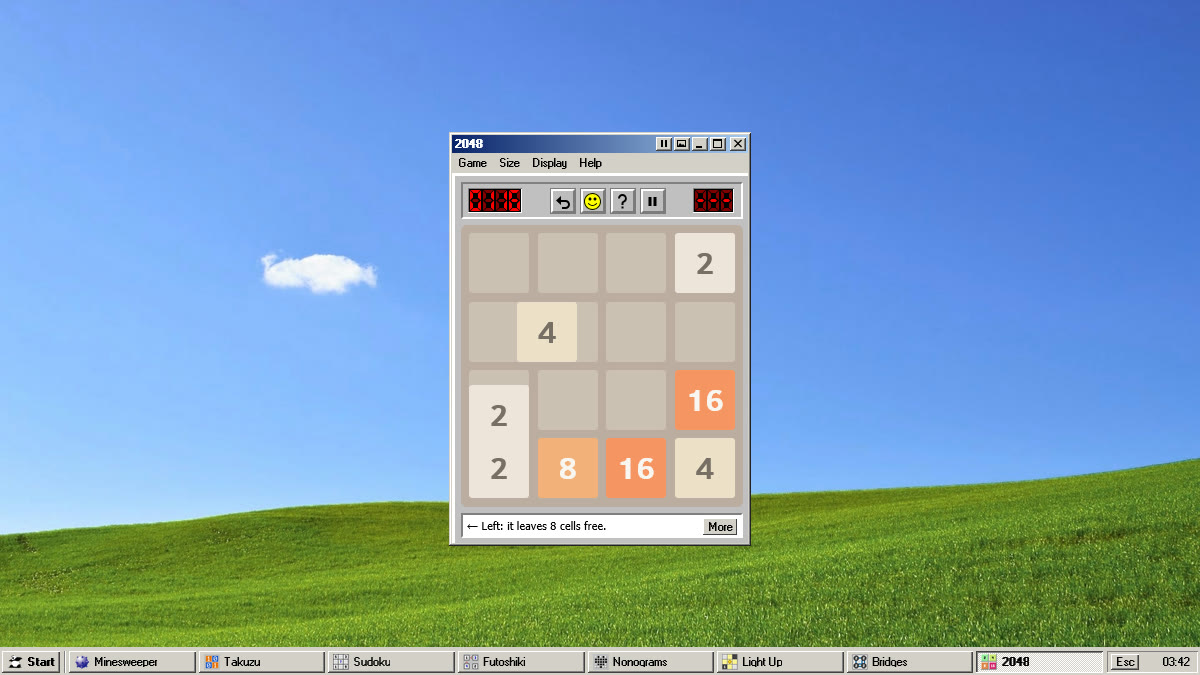 2048
Game Size Display Help
?
2
4
2
16
2 8 16 4
← Left: it leaves 8 cells free.
More
Start Minesweeper Takuzu Sudoku Futoshiki Nonograms Light Up Bridges 2048 Esc 03:42